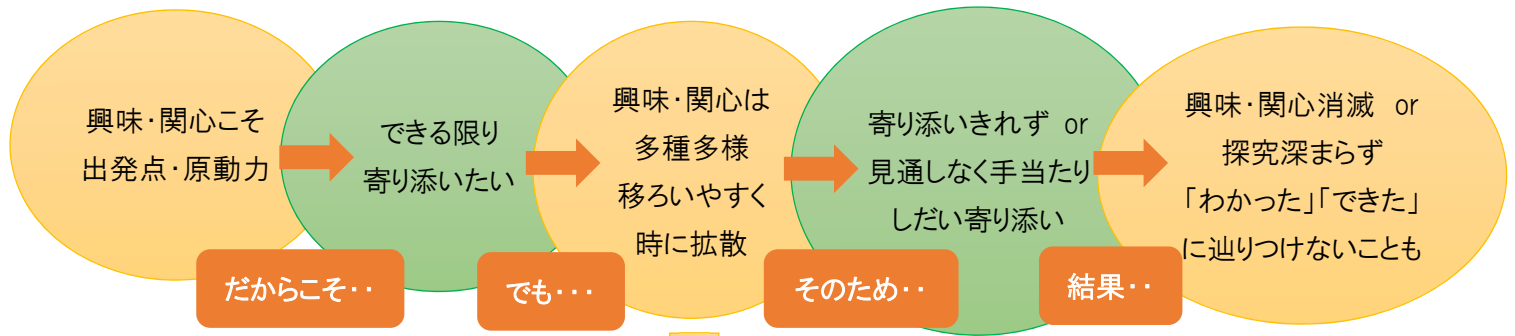 興味・関心こそ
出発点・原動力
だからこそ‥
できる限り
寄り添いたい
でも・・・
興味・関心は
多種多様
移ろいやすく
時に拡散
そのため‥
寄り添いきれず or
見通しなく手当たり
しだい寄り添い
結果‥
興味・関心消滅 or
探究深まらず
「わかった」「できた」
に辿りつけないことも